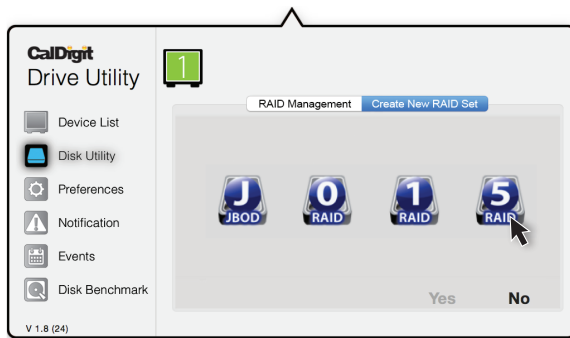 CalDigit
Drive Utility
1
Device List
Disk Utility
Preferences
Notification
Events
Disk Benchmark
V 1.8 (24)
RAID Management
Create New RAID Set
J
JBOD
0
RAID
1
RAID
5
RAID
Yes
No